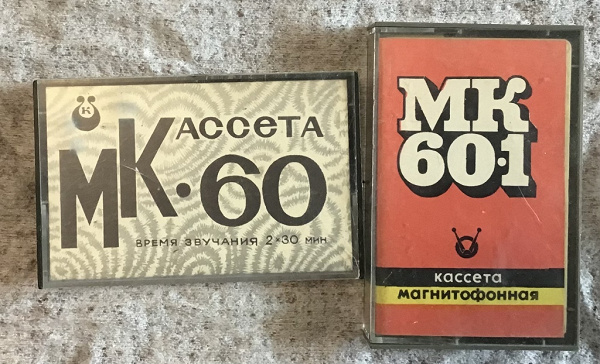 К
КАССЕТА
МК·60
ВРЕМЯ ЗВУЧАНИЯ 2×30 МИН
МК
60·1
кассета
магнитофонная